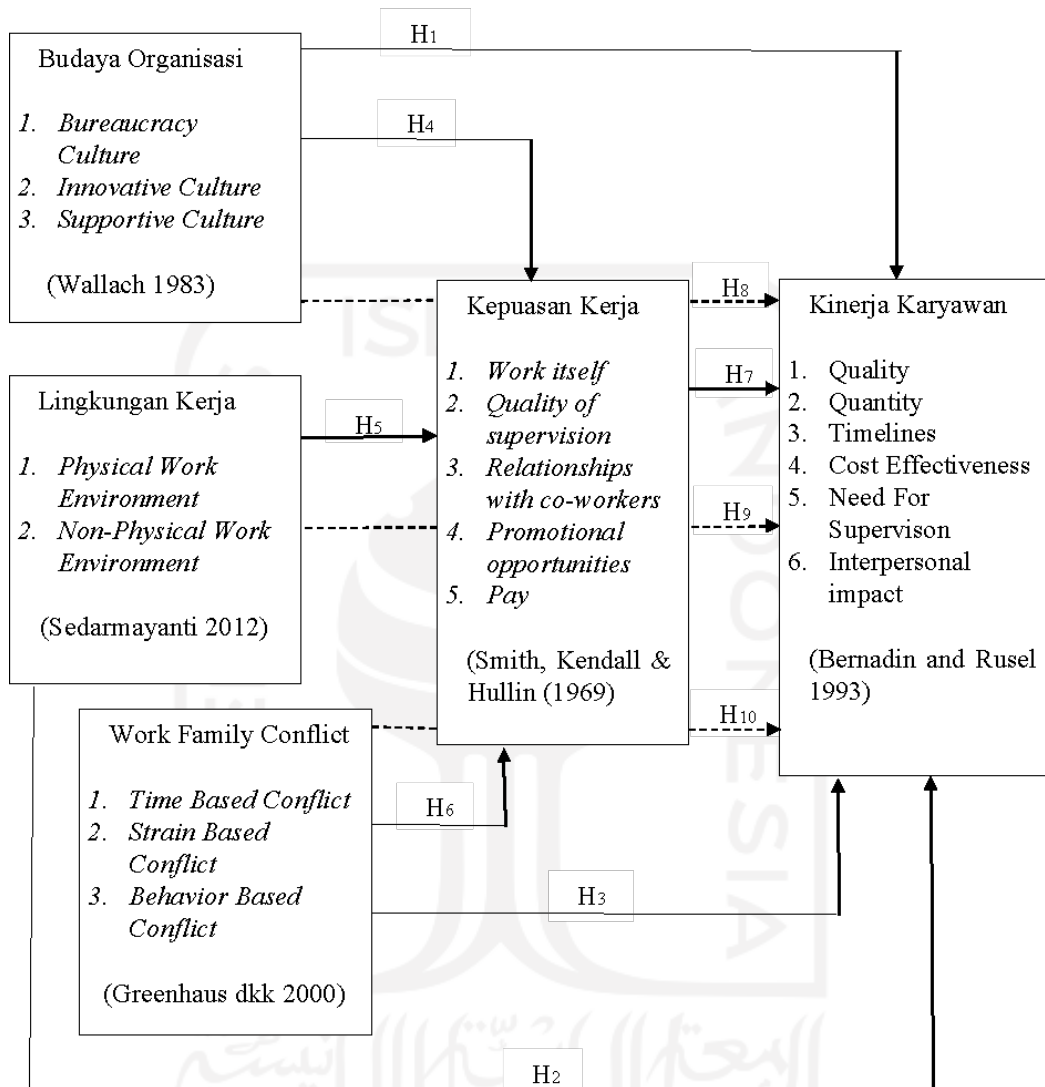 H1
Budaya Organisasi
1. Bureaucracy
Culture
2. Innovative Culture
3. Supportive Culture
(Wallach 1983)
H4
Lingkungan Kerja
1. Physical Work
Environment
2. Non-Physical Work
Environment
(Sedarmayanti 2012)
H5
Work Family Conflict
1. Time Based Conflict
2. Strain Based
Conflict
3. Behavior Based
Conflict
(Greenhaus dkk 2000)
H6
H3
H2
Kepuasan Kerja
1. Work itself
2. Quality of
supervision
3. Relationships
with co-workers
4. Promotional
opportunities
5. Pay
(Smith, Kendall &
Hullin (1969)
H8
H7
H9
H10
Kinerja Karyawan
1. Quality
2. Quantity
3. Timelines
4. Cost Effectiveness
5. Need For
Supervison
6. Interpersonal
impact
(Bernadin and Rusel
1993)